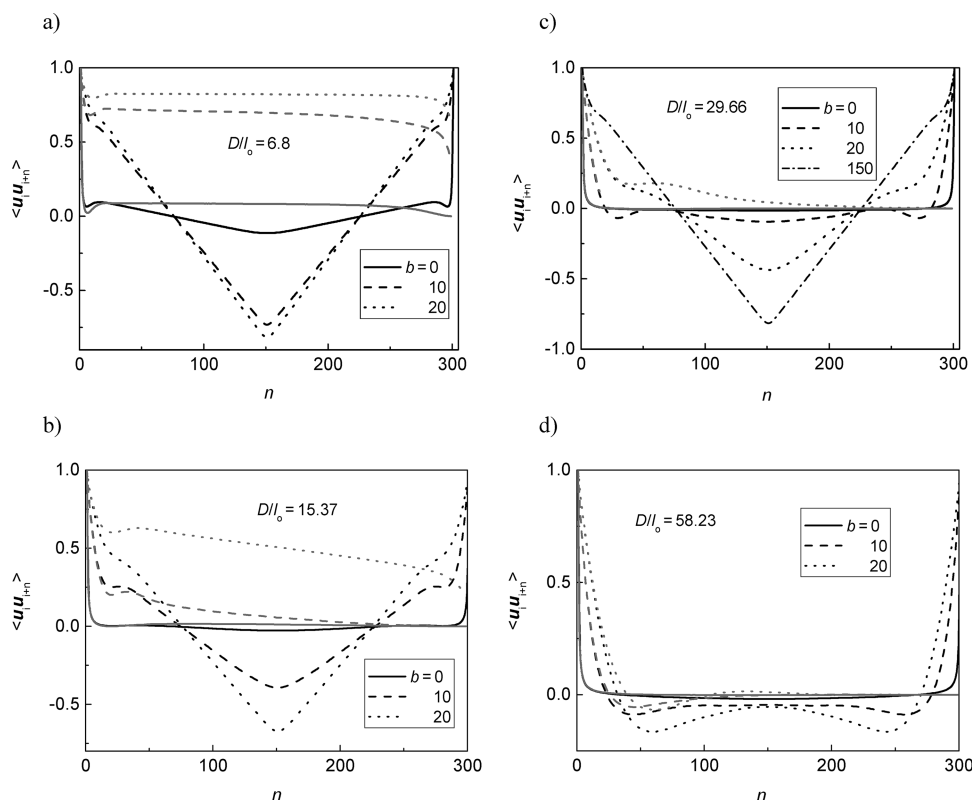 a)
1.0
0.5
0.0
-0.5
<u_i u_i+n>
D/l_o = 6.8
b = 0
10
20
0 100 200 300
n
c)
1.0
0.5
0.0
-0.5
-1.0
<u_i u_i+n>
D/l_o = 29.66
b = 0
10
20
150
0 100 200 300
n
b)
1.0
0.5
0.0
-0.5
<u_i u_i+n>
D/l_o = 15.37
b = 0
10
20
0 100 200 300
n
d)
1.0
0.5
0.0
<u_i u_i+n>
D/l_o = 58.23
b = 0
10
20
0 100 200 300
n